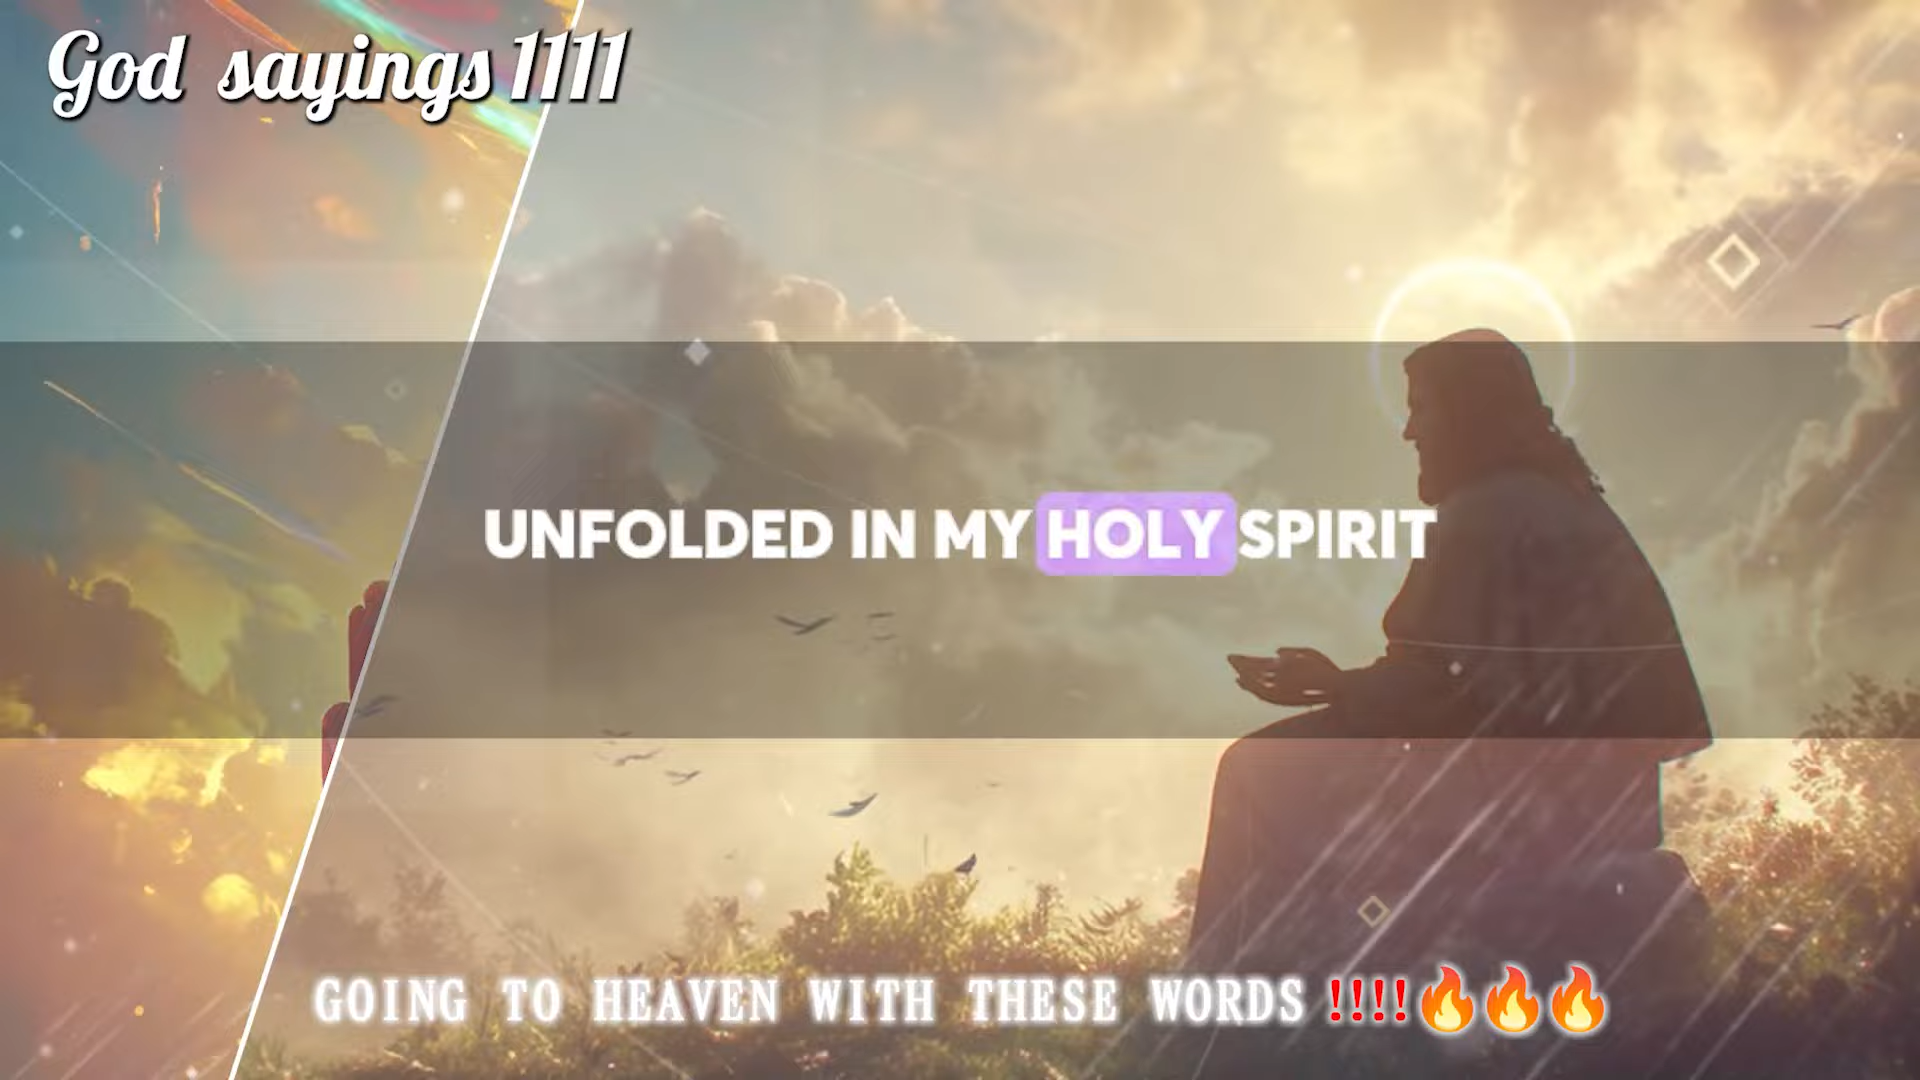 God sayings 1111
UNFOLDED IN MY HOLY SPIRIT
GOING TO HEAVEN WITH THESE WORDS !!!!🔥🔥🔥